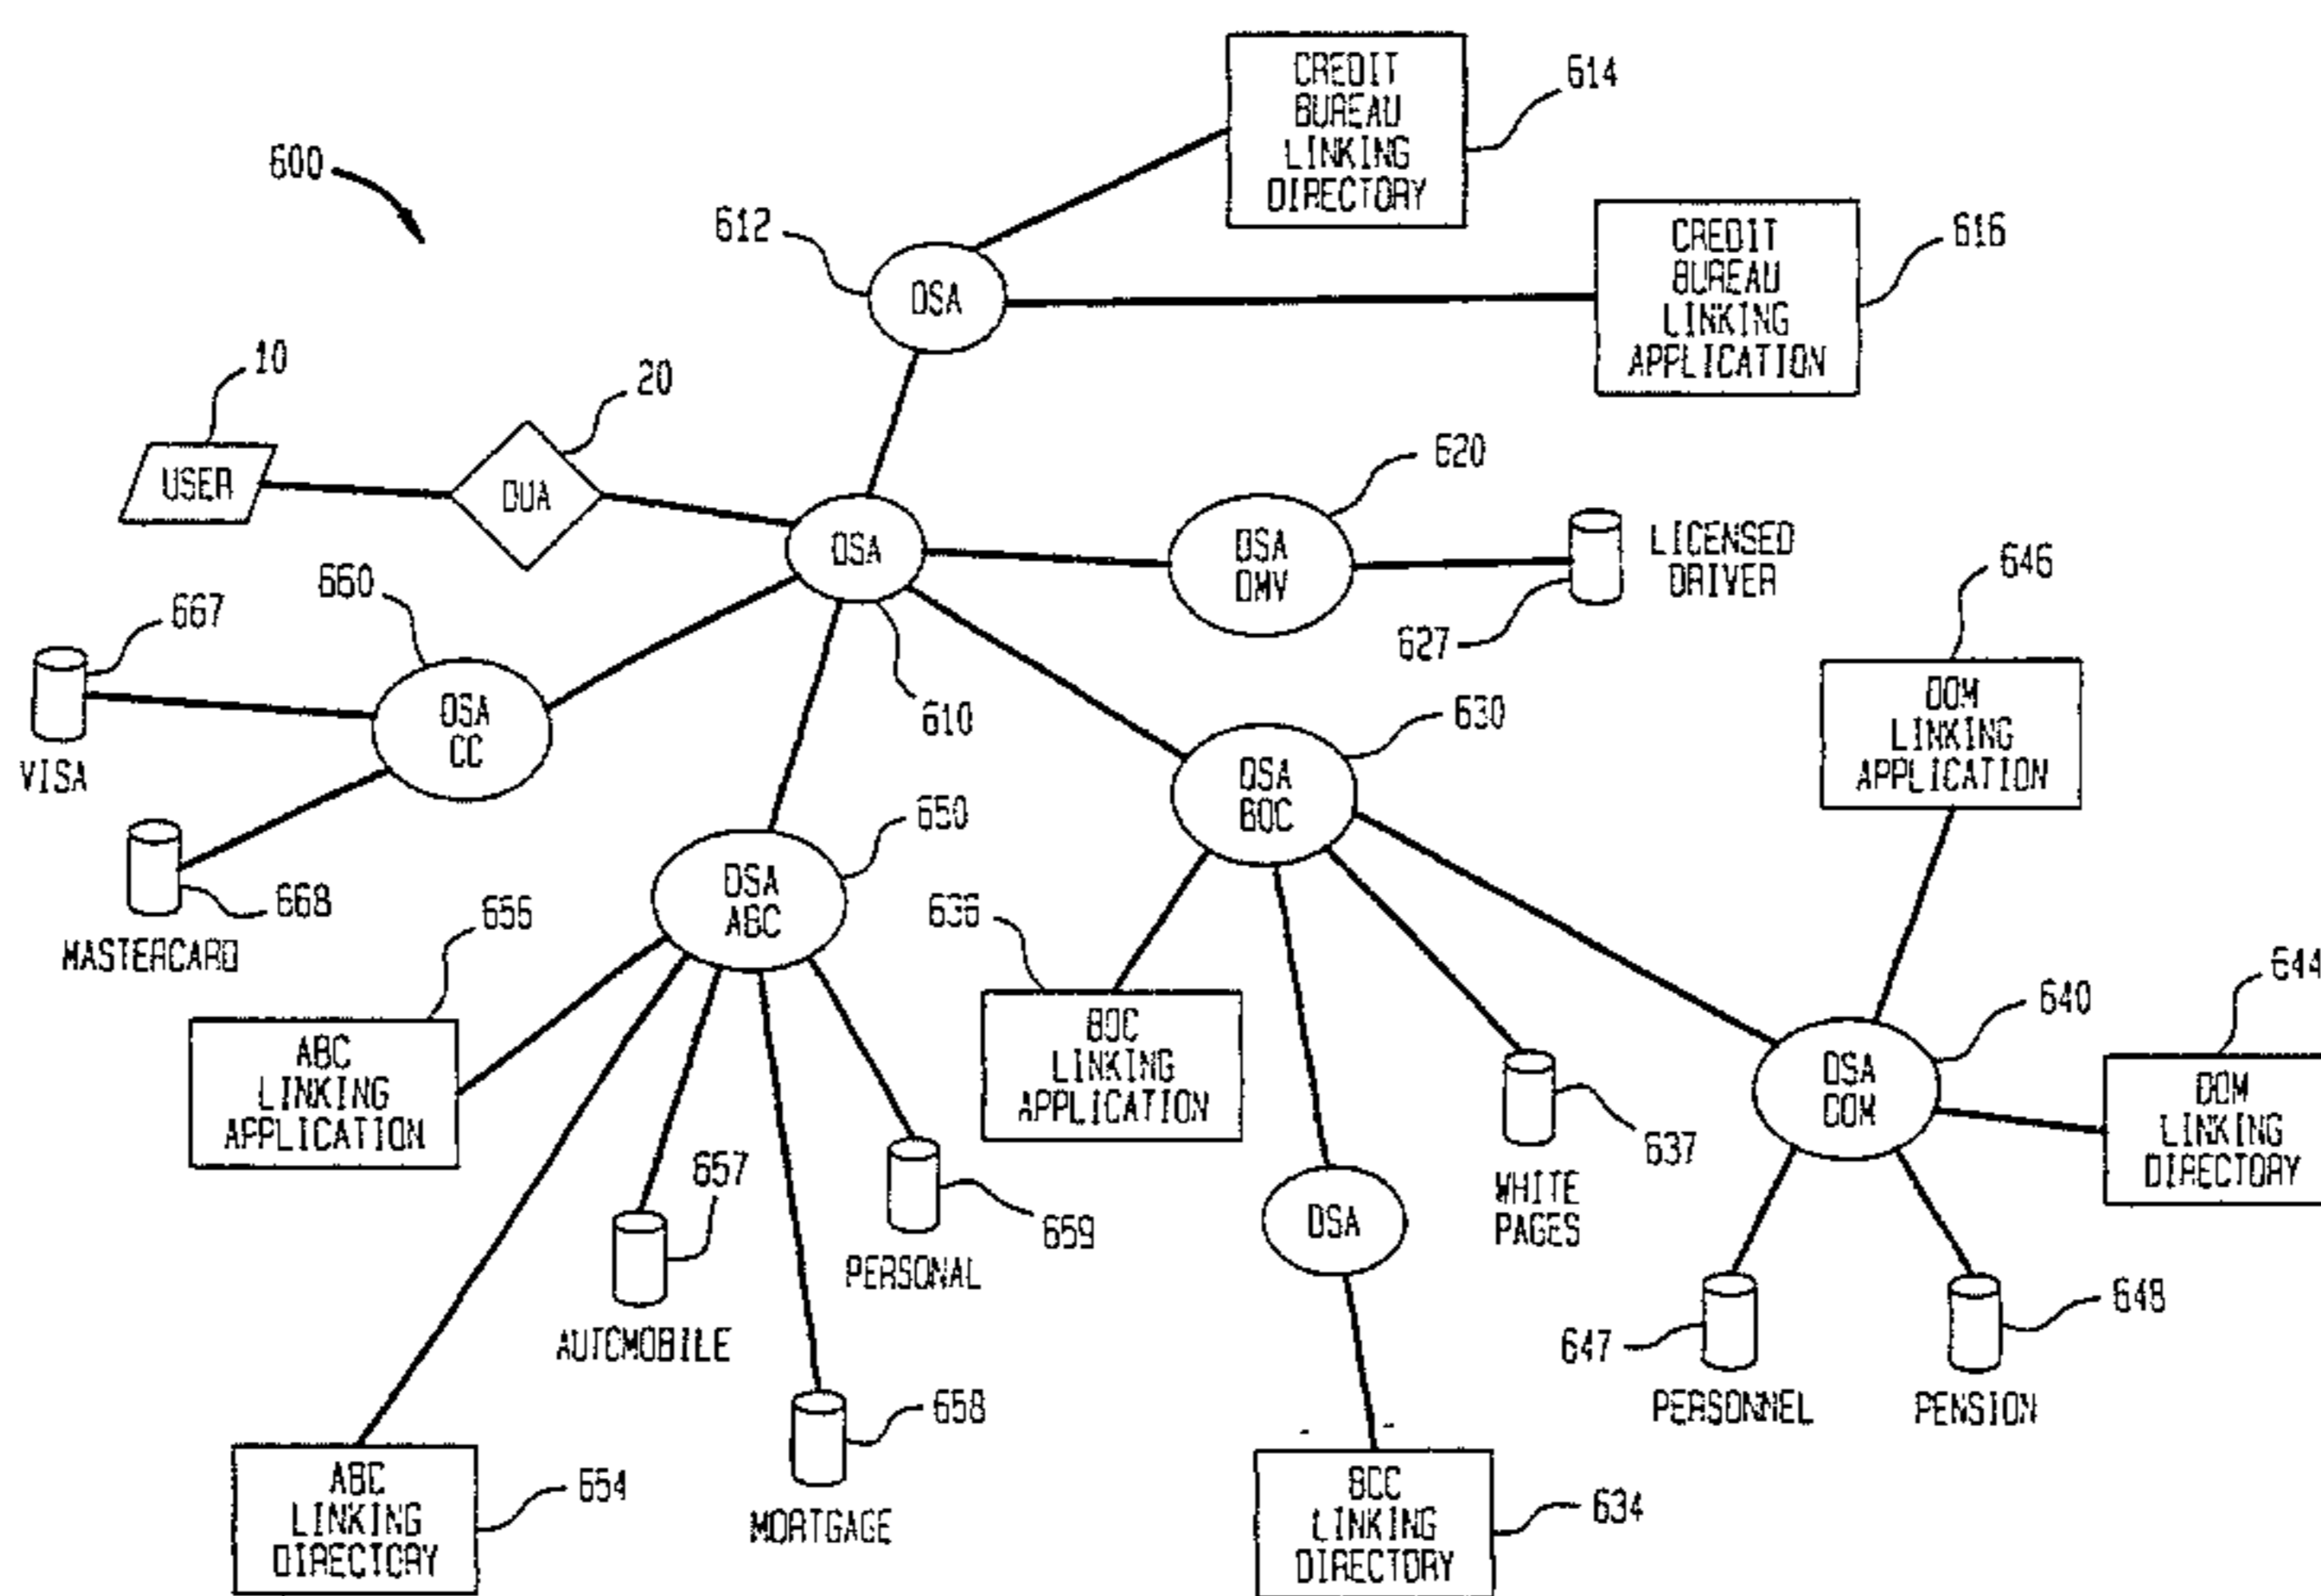 CREDIT
BUREAU
LINKING
DIRECTORY
614
600
612
DSA
CREDIT
BUREAU
LINKING
APPLICATION
616
10
20
USER
DUA
620
DSA
DSA
DMV
LICENSED
DRIVER
627
646
660
667
VISA
DSA
CC
610
630
DOM
LINKING
APPLICATION
DSA
BOC
668
MASTERCARD
650
DSA
ABC
656
636
644
640
ABC
LINKING
APPLICATION
BOC
LINKING
APPLICATION
DSA
DOM
DOM
LINKING
DIRECTORY
637
WHITE
PAGES
657
659
PERSONAL
DSA
AUTOMOBILE
647
PERSONNEL
648
PENSION
658
MORTGAGE
ABC
LINKING
DIRECTORY
654
BOC
LINKING
DIRECTORY
634